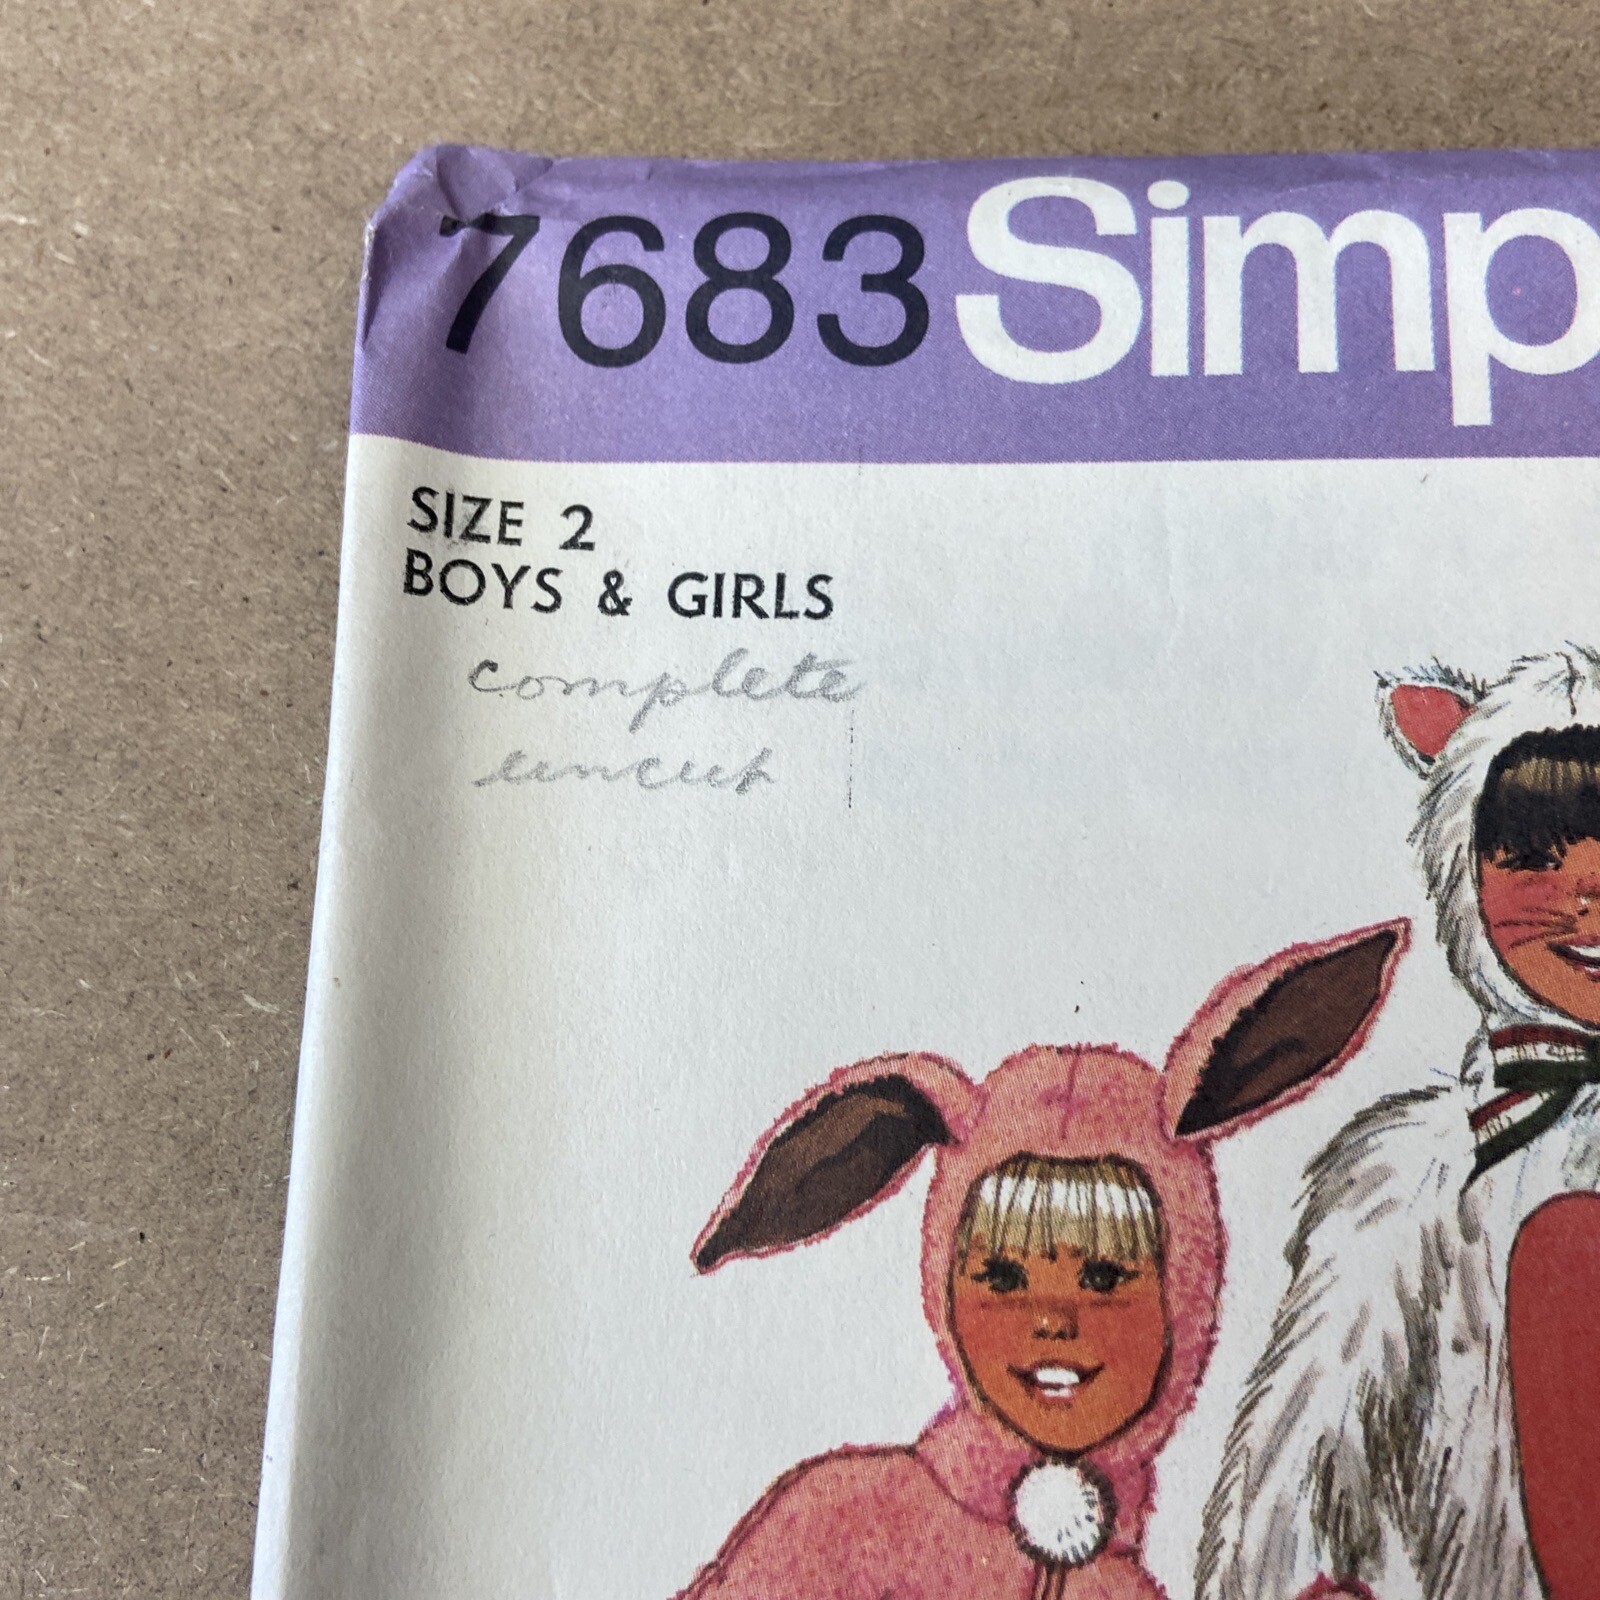 7683 Simp
SIZE 2
BOYS & GIRLS
complete
uncut